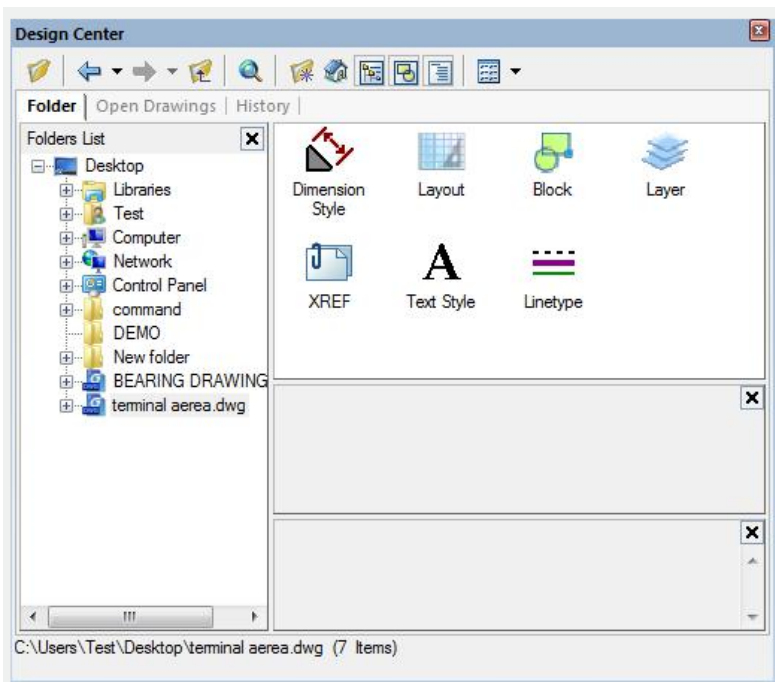 Design Center
Folder | Open Drawings | History |
Folders List
Desktop
Libraries
Test
Computer
Network
Control Panel
command
DEMO
New folder
BEARING DRAWING
terminal aerea.dwg
Dimension Style
Layout
Block
Layer
XREF
Text Style
Linetype
C:\Users\Test\Desktop\terminal aerea.dwg (7 Items)